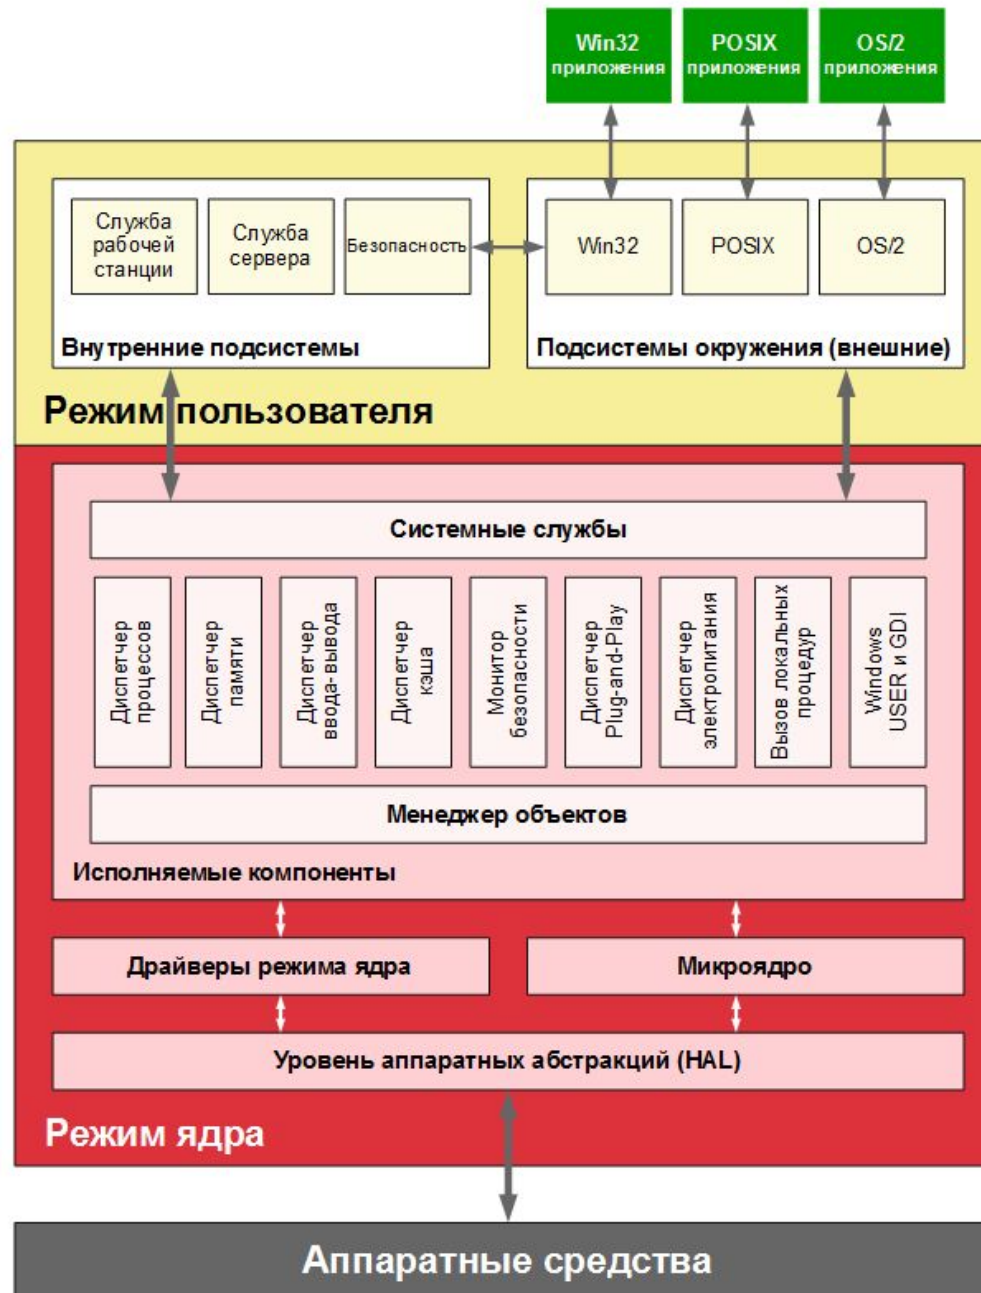 Win32
приложения
POSIX
приложения
OS/2
приложения
Служба
рабочей
станции
Служба
сервера
Безопасность
Win32
POSIX
OS/2
Внутренние подсистемы
Подсистемы окружения (внешние)
Режим пользователя
Системные службы
Диспетчер
процессов
Диспетчер
памяти
Диспетчер
ввода-вывода
Диспетчер
кэша
Монитор
безопасности
Диспетчер
Plug-and-Play
Диспетчер
электропитания
Вызов локальных
процедур
Windows
USER и GDI
Менеджер объектов
Исполняемые компоненты
Драйверы режима ядра
Микроядро
Уровень аппаратных абстракций (HAL)
Режим ядра
Аппаратные средства